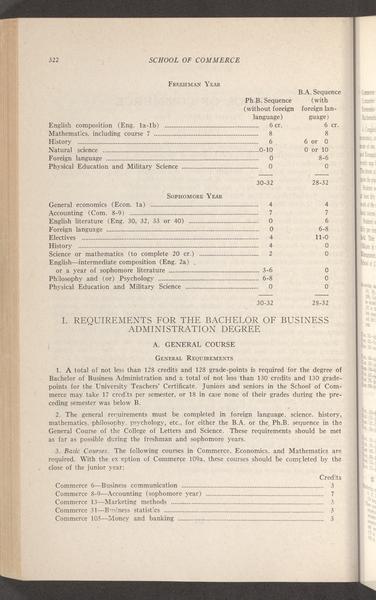 322 SCHOOL OF COMMERCE
FRESHMAN YEAR
B.A. Sequence
Ph.B. Sequence (with
(without foreign foreign lan-
language) guage)
English composition (Eng. 1a-1b) 6 cr. 6 cr.
Mathematics, including course 7 8 8
History 6 6 or 0
Natural science 0-10 0 or 10
Foreign language 0 8-6
Physical Education and Military Science 0 0
30-32 28-32
SOPHOMORE YEAR
General economics (Econ. 1a) 4 4
Accounting (Com. 8-9) 7 7
English literature (Eng. 30, 32, 33 or 40) 0 6
Foreign language 0 6-8
Electives 4 11-0
History 4 0
Science or mathematics (to complete 20 cr.) 2 0
English—intermediate composition (Eng. 2a)
or a year of sophomore literature 3-6 0
Philosophy and (or) Psychology 6-8 0
Physical Education and Military Science 0 0
30-32 28-32
I. REQUIREMENTS FOR THE BACHELOR OF BUSINESS
ADMINISTRATION DEGREE
A. GENERAL COURSE
GENERAL REQUIREMENTS
1. A total of not less than 128 credits and 128 grade-points is required for the degree of
Bachelor of Business Administration and a total of not less than 130 credits and 130 grade-
points for the University Teachers' Certificate. Juniors and seniors in the School of Com-
merce may take 17 credits per semester, or 18 in case none of their grades during the pre-
ceding semester was below B.
2. The general requirements must be completed in foreign language, science, history,
mathematics, philosophy, psychology, etc., for either the B.A. or the Ph.B. sequence in the
General Course of the College of Letters and Science. These requirements should be met
as far as possible during the freshman and sophomore years.
3. Basic Courses. The following courses in Commerce, Economics, and Mathematics are
required. With the exception of Commerce 109a, these courses should be completed by the
close of the junior year:
Credits
Commerce 6—Business communication 3
Commerce 8-9—Accounting (sophomore year) 7
Commerce 13—Marketing methods 3
Commerce 31—Business statistics 3
Commerce 105—Money and banking 3